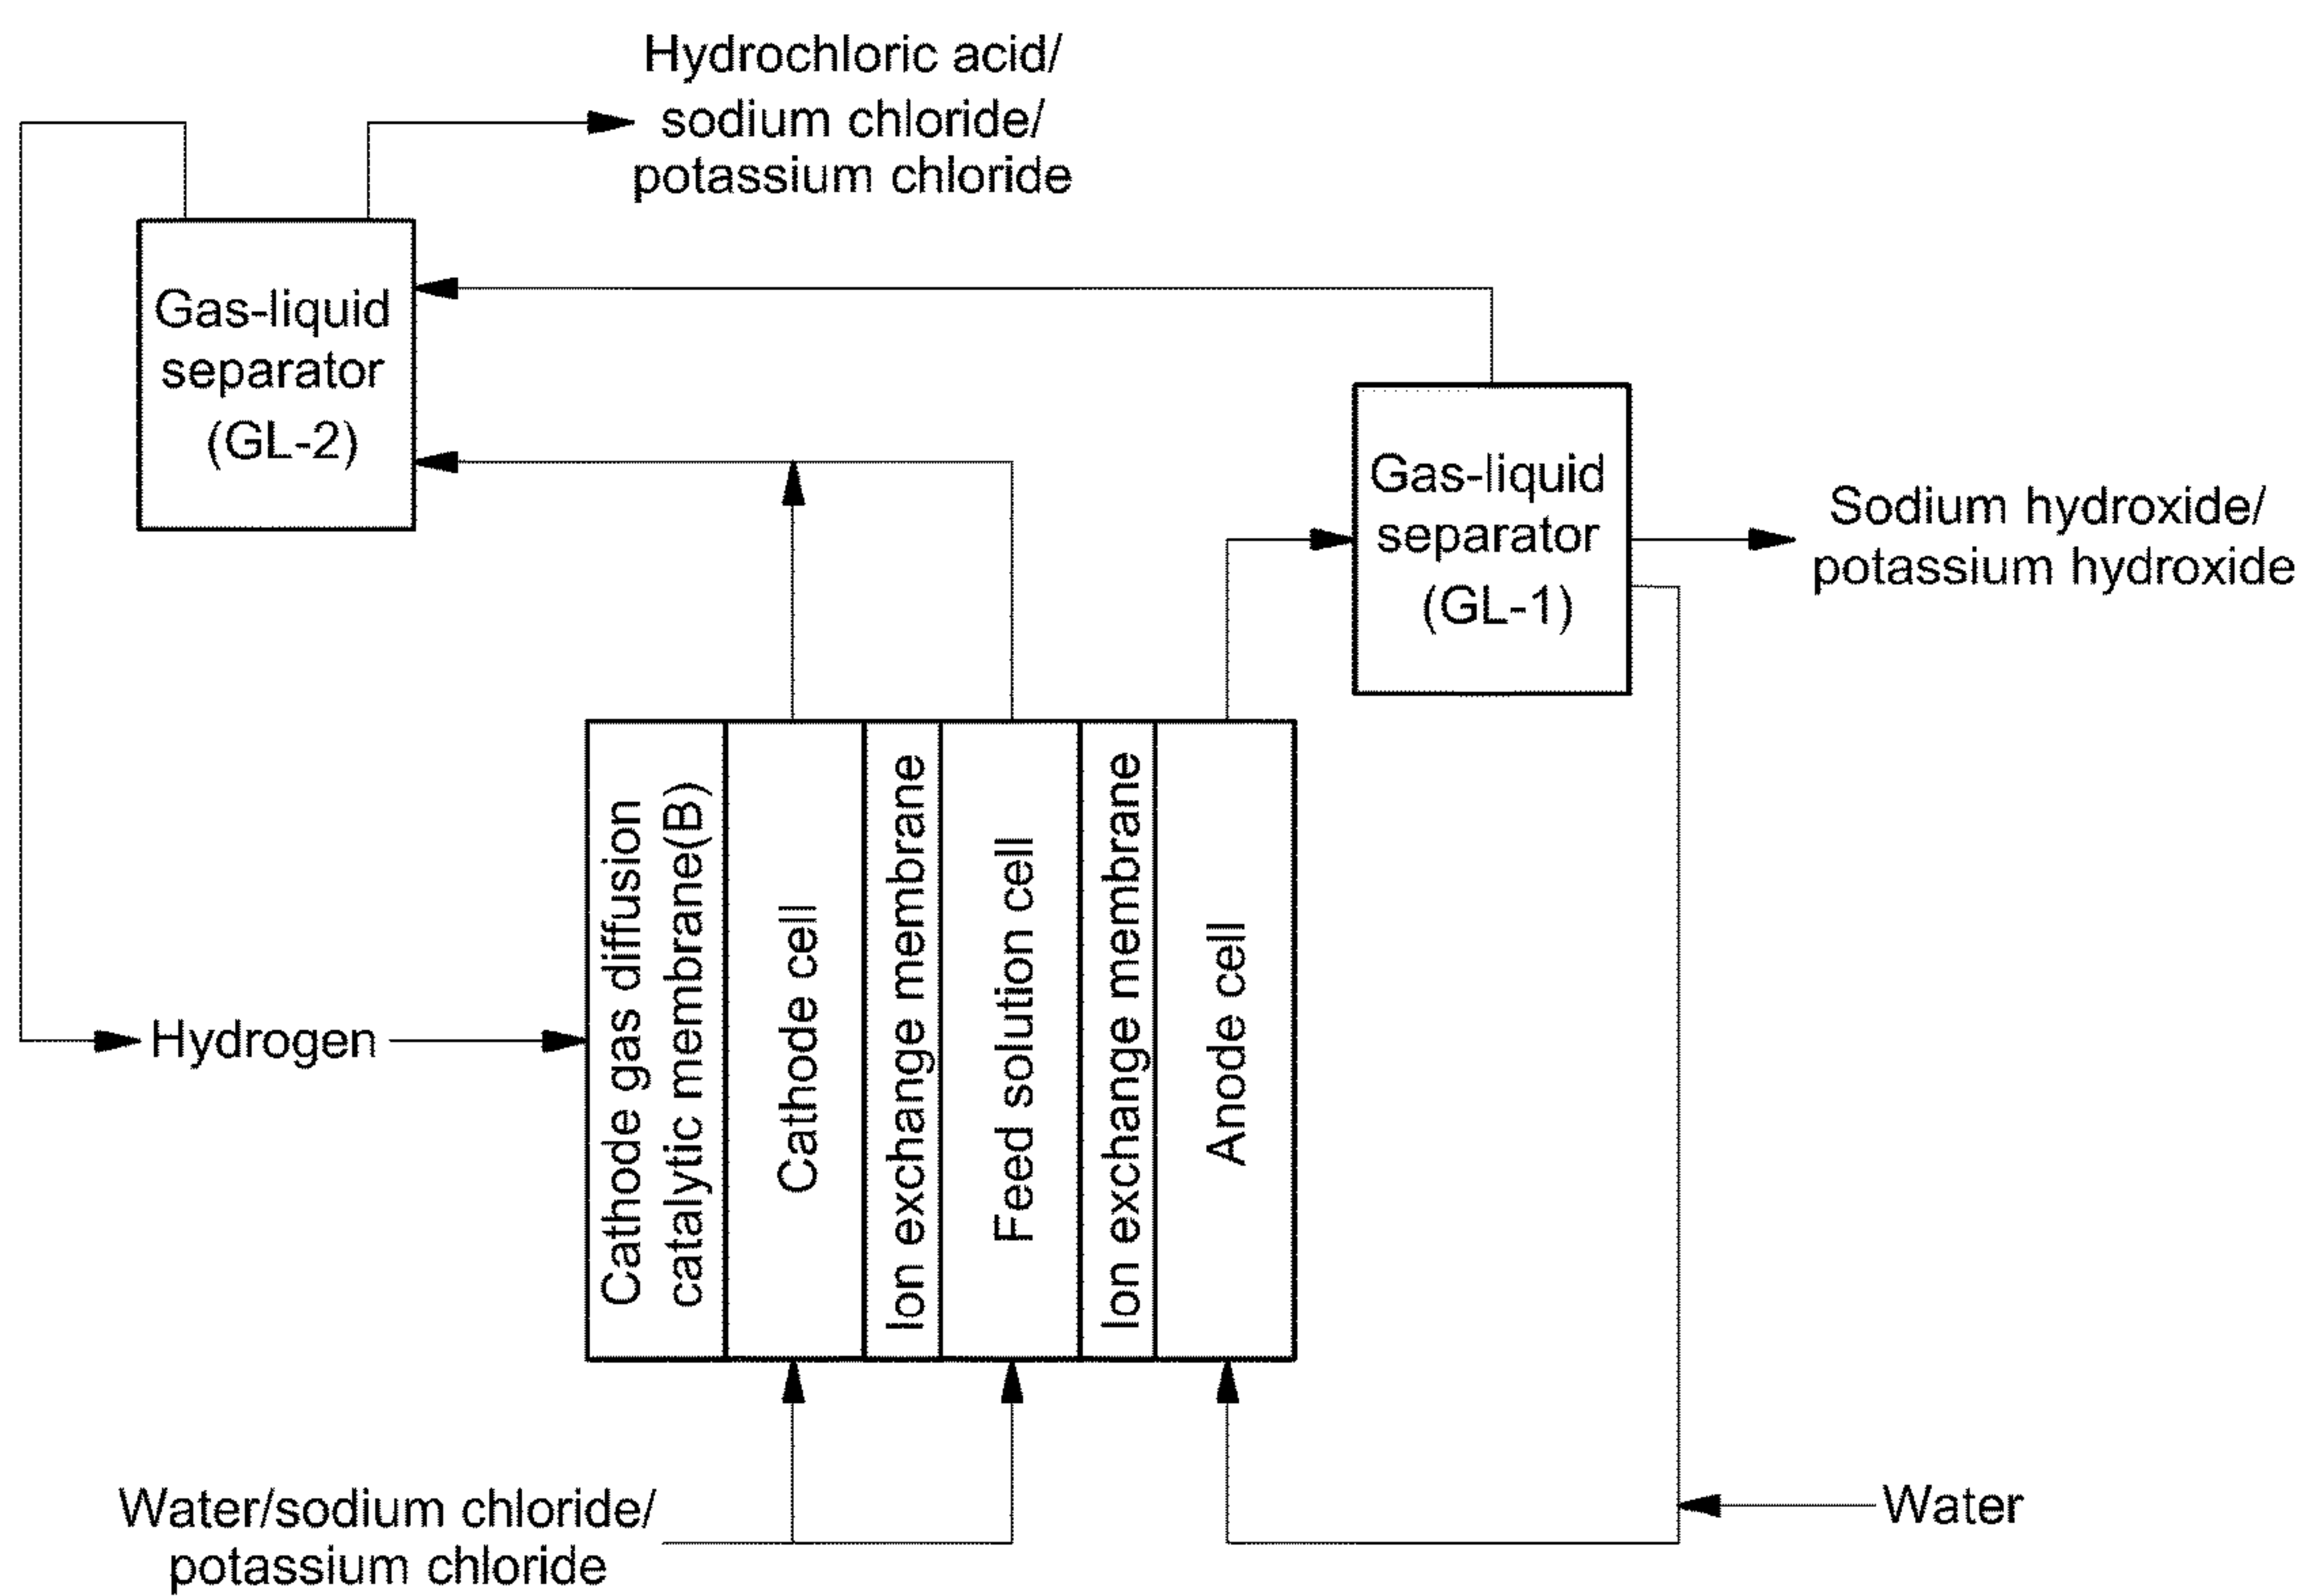 Hydrochloric acid/
sodium chloride/
potassium chloride
Gas-liquid
separator
(GL-2)
Gas-liquid
separator
(GL-1)
Sodium hydroxide/
potassium hydroxide
Cathode gas diffusion
catalytic membrane(B)
Cathode cell
Ion exchange membrane
Feed solution cell
Ion exchange membrane
Anode cell
Hydrogen
Water/sodium chloride/
potassium chloride
Water